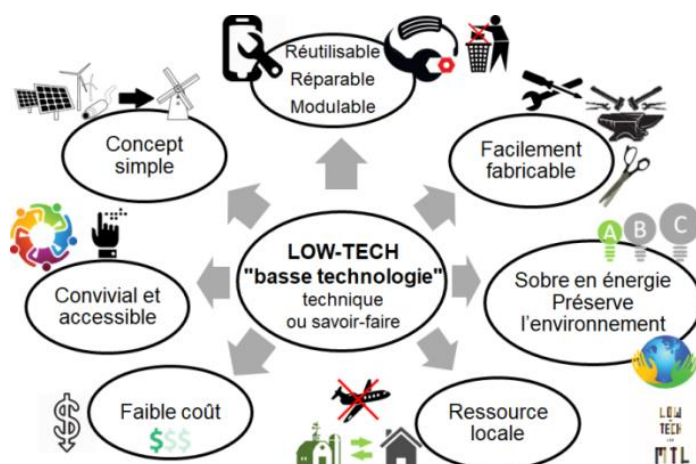 Réutilisable
Réparable
Modulable
Concept
simple
Facilement
fabricable
LOW-TECH
"basse technologie"
technique
ou savoir-faire
A
B
C
Convivial et
accessible
Sobre en énergie
Préserve
l'environnement
Faible coût
$$$
Ressource
locale
LOW
TECH
MTL